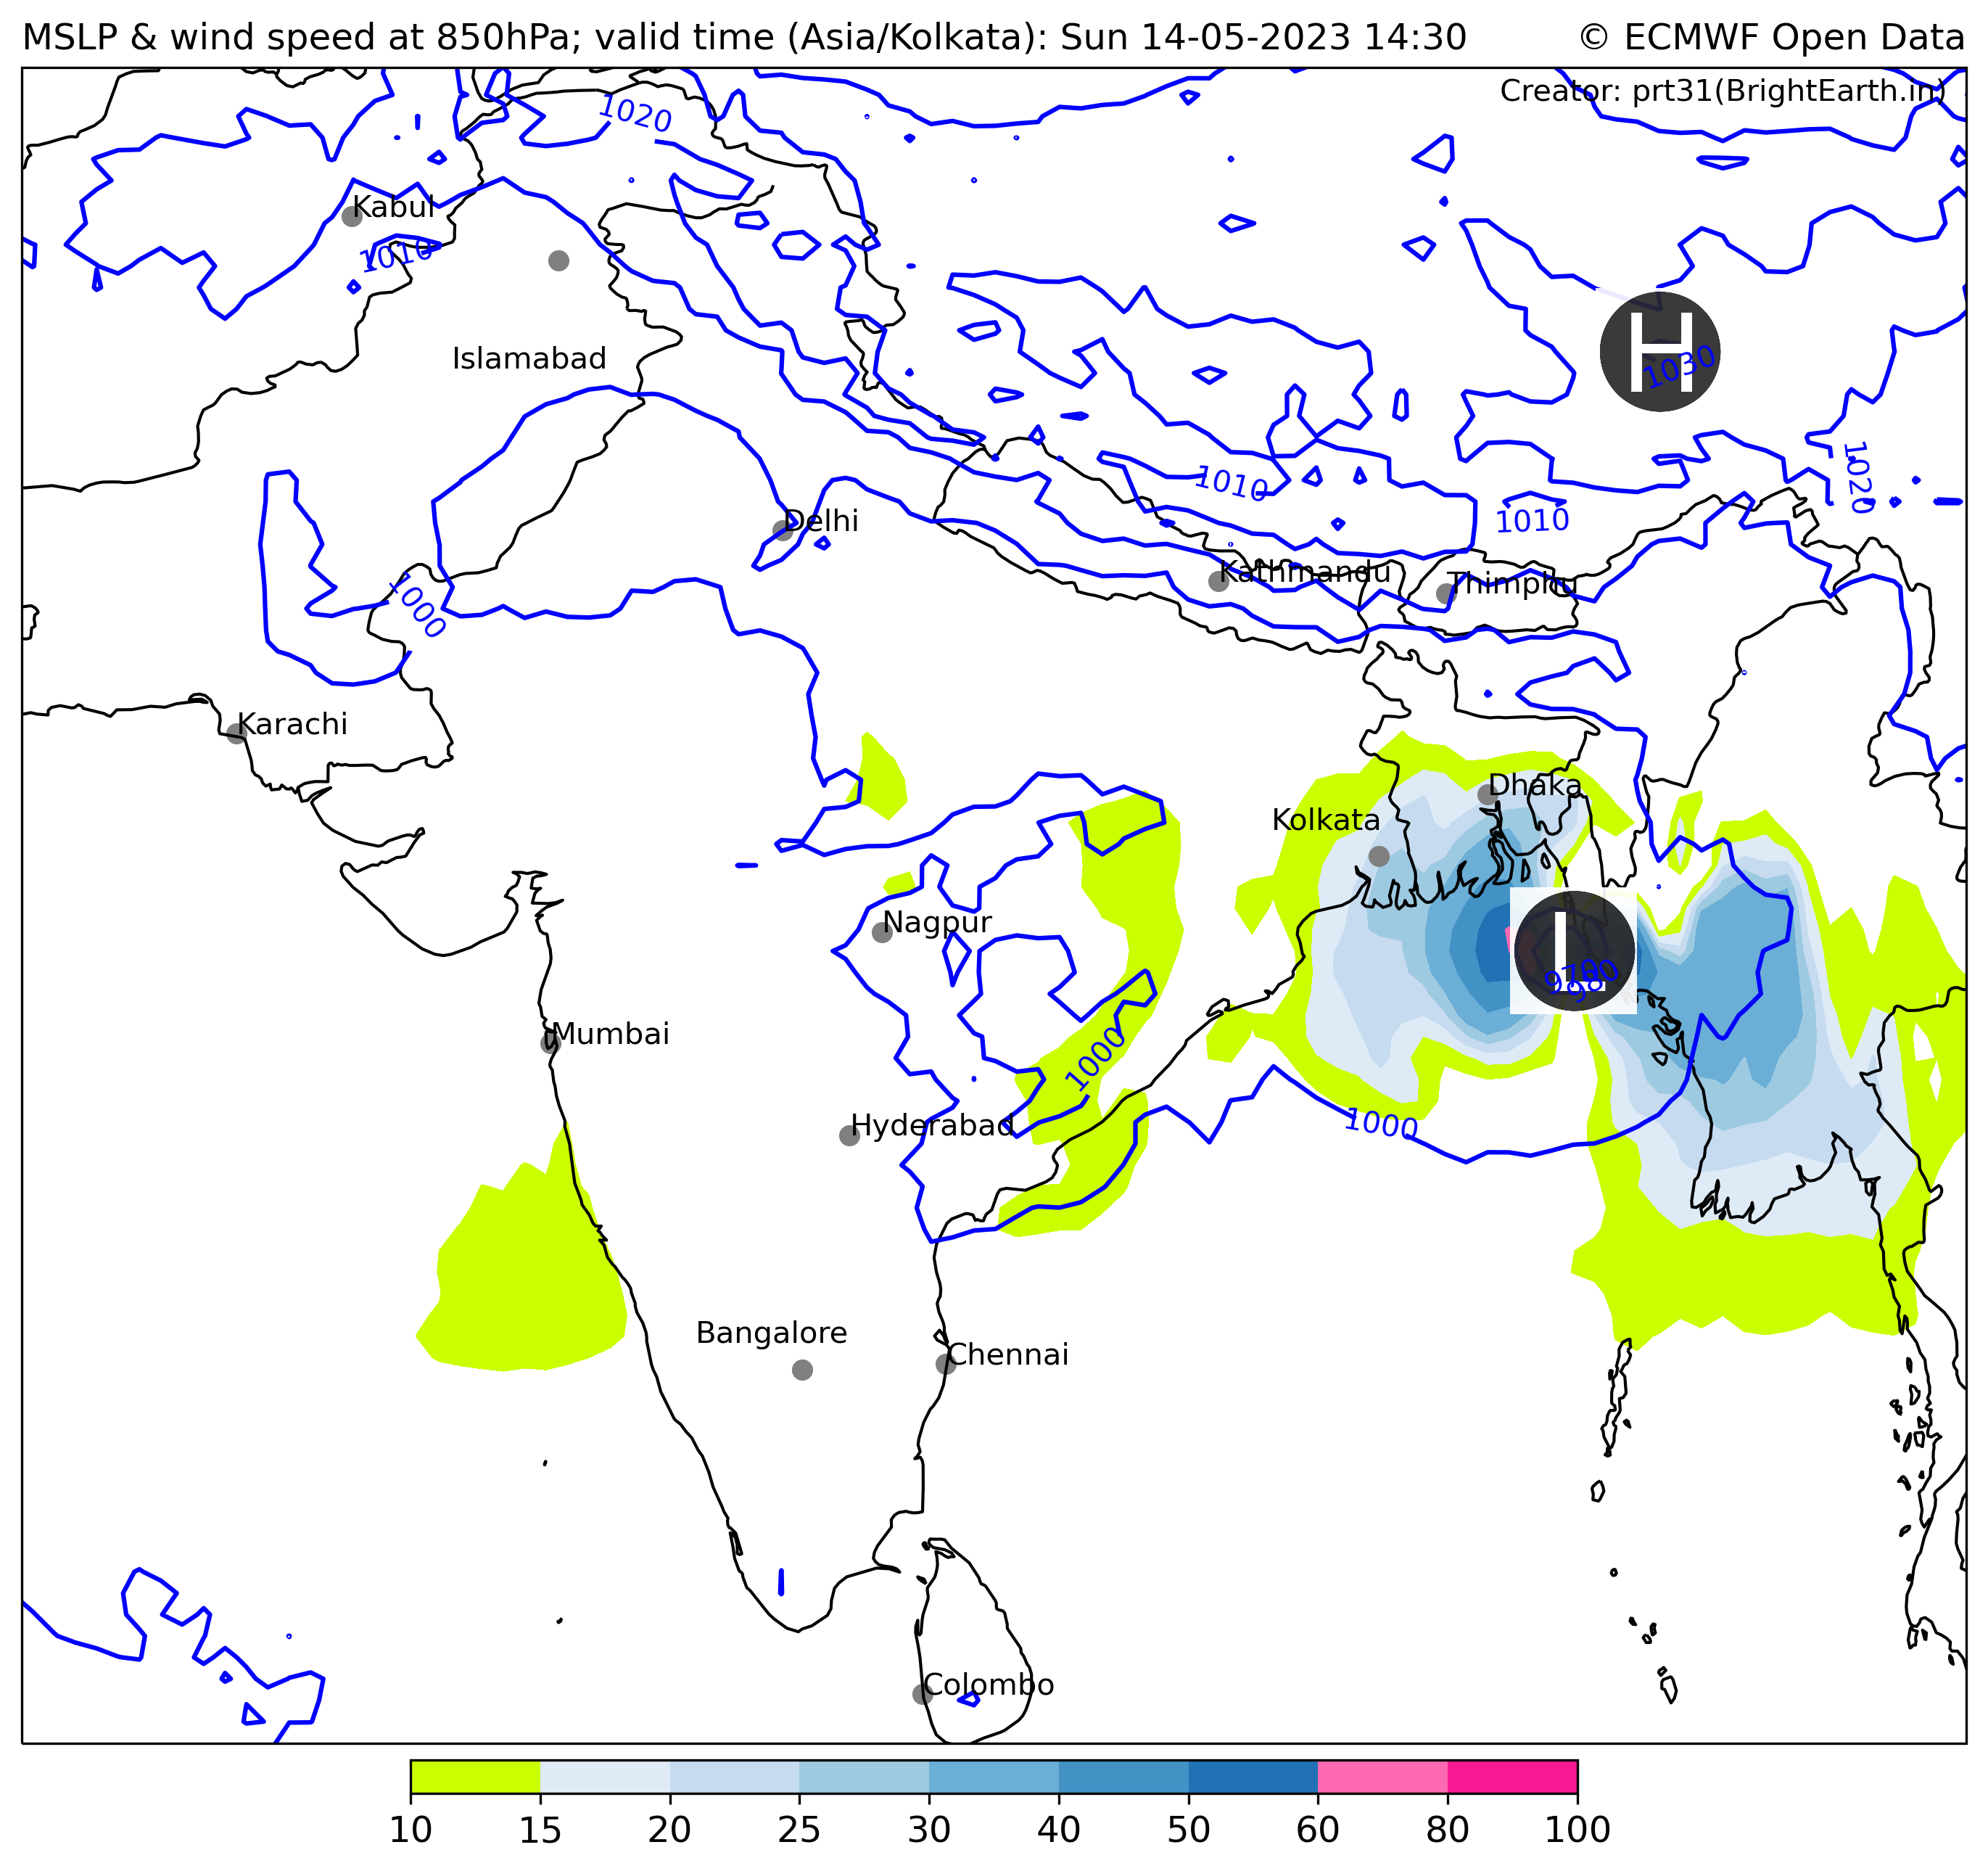 MSLP & wind speed at 850hPa; valid time (Asia/Kolkata): Sun 14-05-2023 14:30
© ECMWF Open Data
Creator: prt31(BrightEarth.in)
1020
Kabul
1010
H
1030
Islamabad
1020
1010
1010
Delhi
Kathmandu
Thimphu
1000
Karachi
Dhaka
Kolkata
Nagpur
L
970
980
Mumbai
1000
Hyderabad
1000
Bangalore
Chennai
Colombo
10 15 20 25 30 40 50 60 80 100